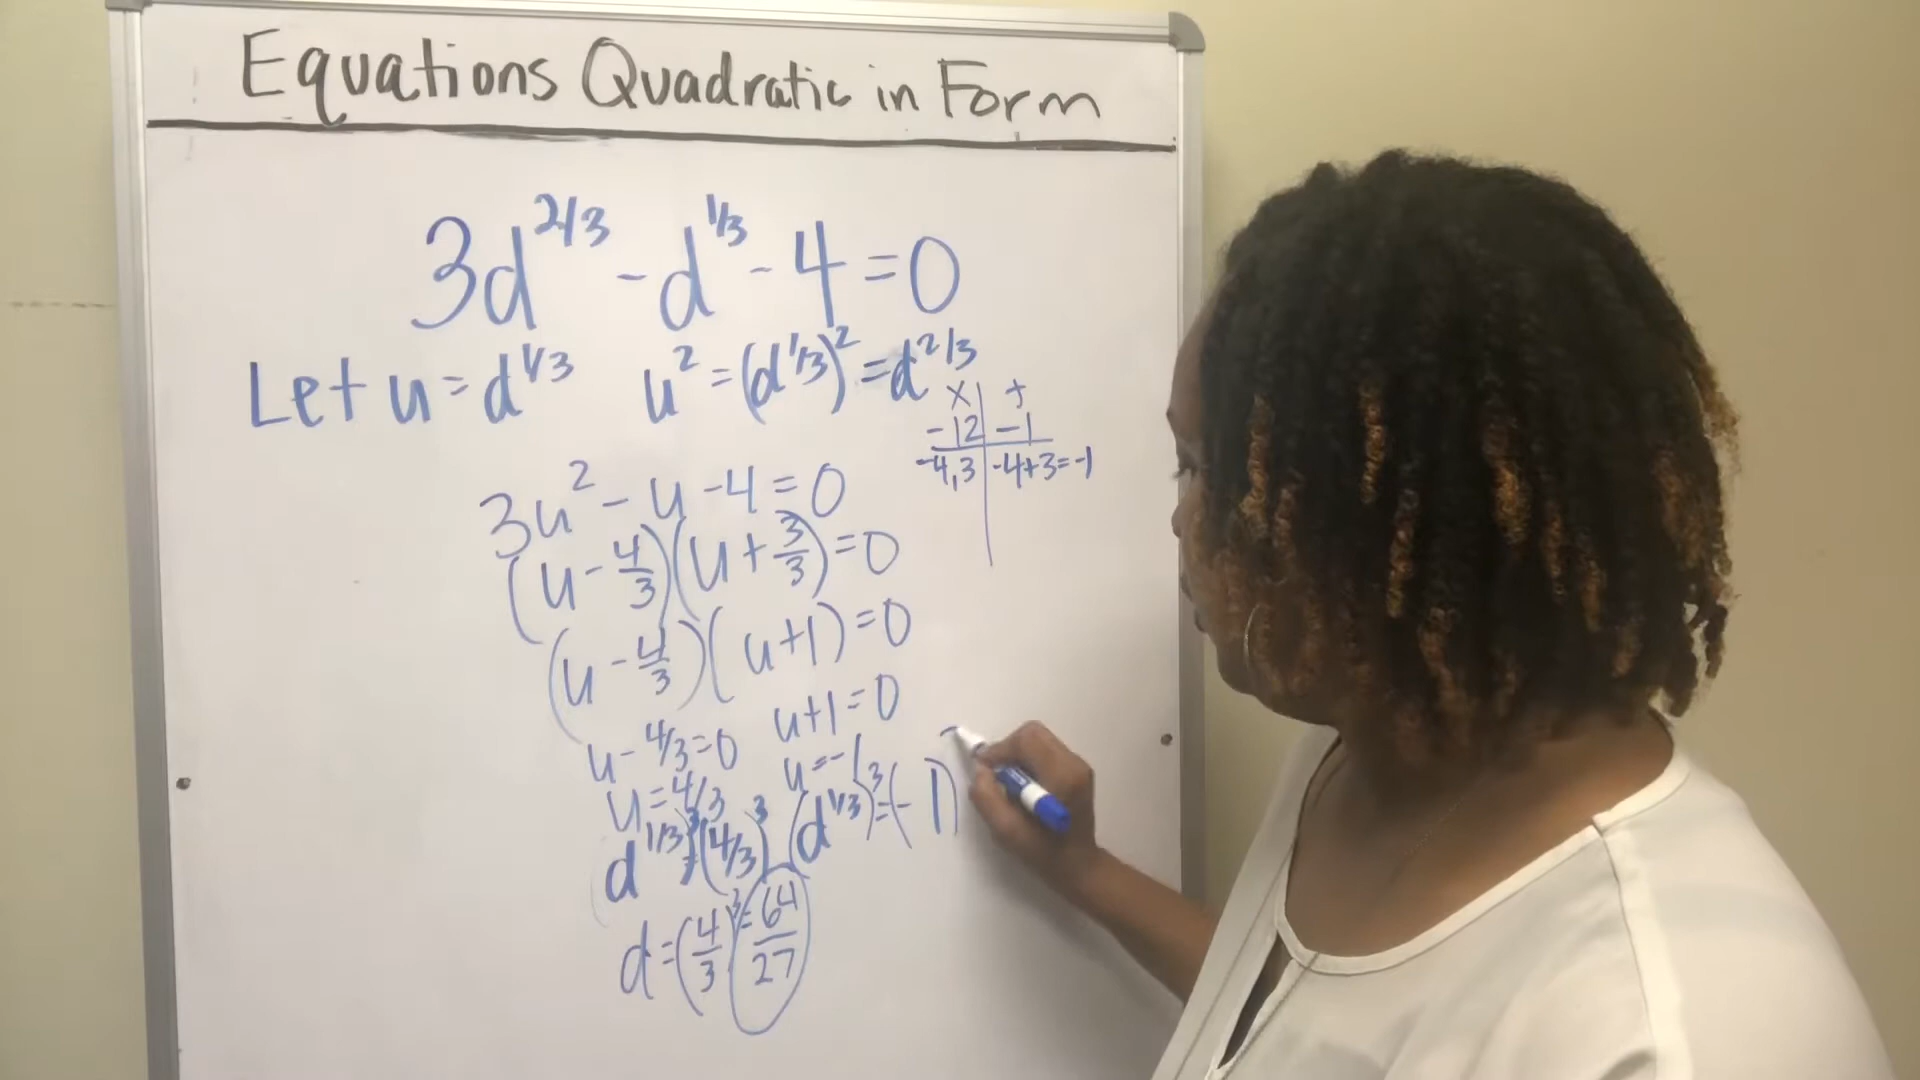 Equations Quadratic in Form
3d^2/3 - d^1/3 - 4 = 0
Let u = d^1/3 u^2 = (d^1/3)^2 = d^2/3
x +
-12 -1
-4,3 -4+3=-1
3u^2 - u - 4 = 0
(u - 4/3)(u + 3/3) = 0
(u - 4/3)(u+1) = 0
u - 4/3 = 0 u+1 = 0
u = 4/3 u = -1
d^1/3^3 = (4/3)^3 (d^1/3)^3 = (-1)
d = (4/3)^3 = 64/27